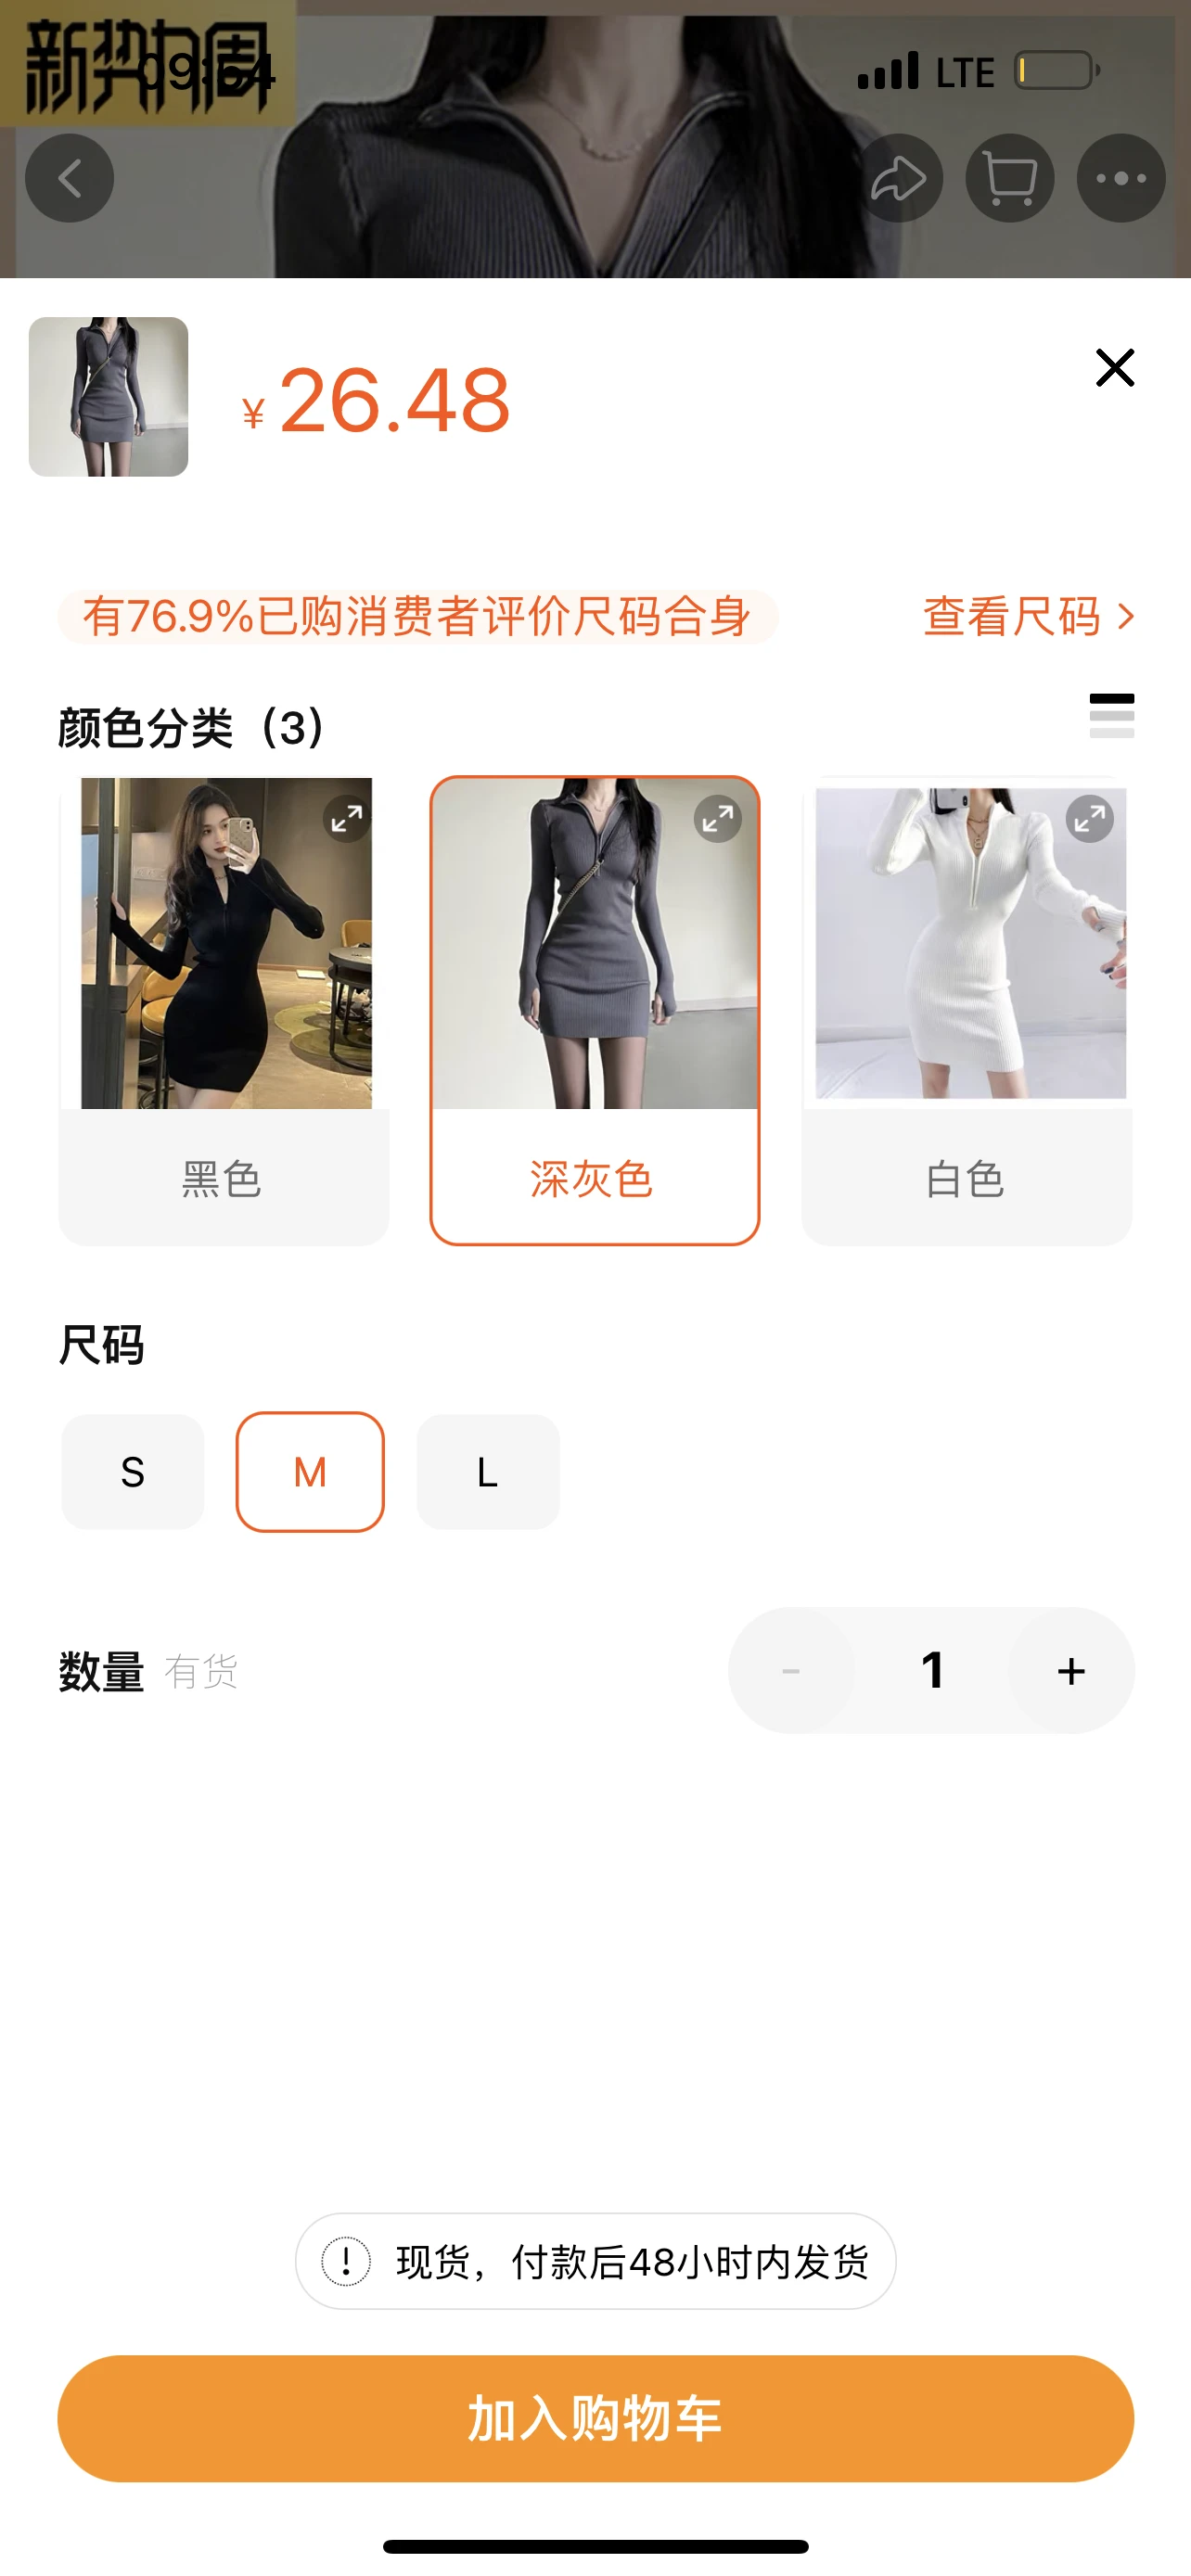 新势力周
LTE
¥26.48
有76.9%已购消费者评价尺码合身
查看尺码
颜色分类（3）
黑色
深灰色
白色
尺码
S
M
L
数量 有货
- 1 +
现货，付款后48小时内发货
加入购物车